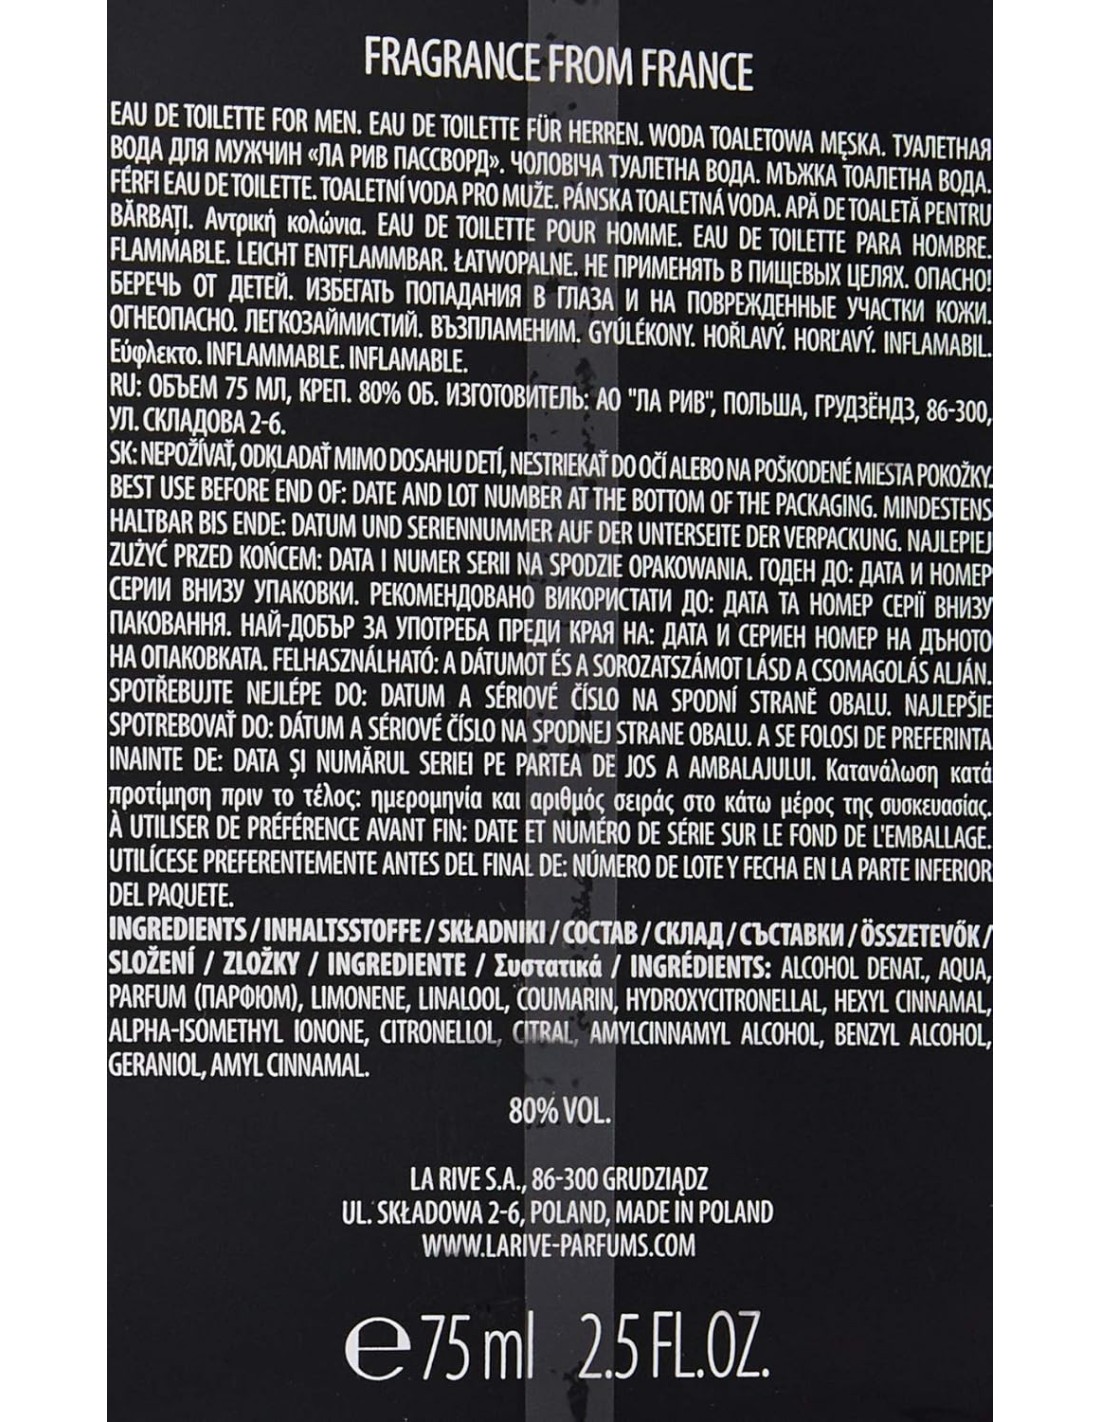 FRAGRANCE FROM FRANCE
EAU DE TOILETTE FOR MEN. EAU DE TOILETTE FÜR HERREN. WODA TOALETOWA MĘSKA. ТУАЛЕТНАЯ
ВОДА ДЛЯ МУЖЧИН «ЛА РИВ ПАССВОРД». ЧОЛОВІЧА ТУАЛЕТНА ВОДА. МЪЖКА ТОАЛЕТНА ВОДА.
FÉRFI EAU DE TOILETTE. TOALETNÍ VODA PRO MUŽE. PÁNSKA TOALETNÁ VODA. APĂ DE TOALETĂ PENTRU
BĂRBAȚI. Αντρική κολώνια. EAU DE TOILETTE POUR HOMME. EAU DE TOILETTE PARA HOMBRE.
FLAMMABLE. LEICHT ENTFLAMMBAR. ŁATWOPALNE. НЕ ПРИМЕНЯТЬ В ПИЩЕВЫХ ЦЕЛЯХ. ОПАСНО!
БЕРЕЧЬ ОТ ДЕТЕЙ. ИЗБЕГАТЬ ПОПАДАНИЯ В ГЛАЗА И НА ПОВРЕЖДЕННЫЕ УЧАСТКИ КОЖИ.
ОГНЕОПАСНО. ЛЕГКОЗАЙМИСТИЙ. ВЪЗПЛАМЕНИМ. GYÚLÉKONY. HOŘLAVÝ. HORĽAVÝ. INFLAMABIL.
Εύφλεκτο. INFLAMMABLE. INFLAMABLE.
RU: ОБЪЕМ 75 МЛ, КРЕП. 80% ОБ. ИЗГОТОВИТЕЛЬ: АО "ЛА РИВ", ПОЛЬША, ГРУДЗЁНДЗ, 86-300,
УЛ. СКЛАДОВА 2-6.
SK: NEPOŽÍVAŤ, ODKLADAŤ MIMO DOSAHU DETÍ, NESTRIEKAŤ DO OČÍ ALEBO NA POŠKODENÉ MIESTA POKOŽKY.
BEST USE BEFORE END OF: DATE AND LOT NUMBER AT THE BOTTOM OF THE PACKAGING. MINDESTENS
HALTBAR BIS ENDE: DATUM UND SERIENNUMMER AUF DER UNTERSEITE DER VERPACKUNG. NAJLEPIEJ
ZUŻYĆ PRZED KOŃCEM: DATA I NUMER SERII NA SPODZIE OPAKOWANIA. ГОДЕН ДО: ДАТА И НОМЕР
СЕРИИ ВНИЗУ УПАКОВКИ. РЕКОМЕНДОВАНО ВИКОРИСТАТИ ДО: ДАТА ТА НОМЕР СЕРІЇ ВНИЗУ
ПАКОВАННЯ. НАЙ-ДОБЪР ЗА УПОТРЕБА ПРЕДИ КРАЯ НА: ДАТА И СЕРИЕН НОМЕР НА ДЪНОТО
НА ОПАКОВКАТА. FELHASZNÁLHATÓ: A DÁTUMOT ÉS A SOROZATSZÁMOT LÁSD A CSOMAGOLÁS ALJÁN.
SPOTŘEBUJTE NEJLÉPE DO: DATUM A SÉRIOVÉ ČÍSLO NA SPODNÍ STRANĚ OBALU. NAJLEPŠIE
SPOTREBOVAŤ DO: DÁTUM A SÉRIOVÉ ČÍSLO NA SPODNEJ STRANE OBALU. A SE FOLOSI DE PREFERINTA
INAINTE DE: DATA ȘI NUMĂRUL SERIEI PE PARTEA DE JOS A AMBALAJULUI. Κατανάλωση κατά
προτίμηση πριν το τέλος: ημερομηνία και αριθμός σειράς στο κάτω μέρος της συσκευασίας.
À UTILISER DE PRÉFÉRENCE AVANT FIN: DATE ET NUMÉRO DE SÉRIE SUR LE FOND DE L'EMBALLAGE.
UTILÍCESE PREFERENTEMENTE ANTES DEL FINAL DE: NÚMERO DE LOTE Y FECHA EN LA PARTE INFERIOR
DEL PAQUETE.
INGREDIENTS / INHALTSSTOFFE / SKŁADNIKI / СОСТАВ / СКЛАД / СЪСТАВКИ / ÖSSZETEVŐK /
SLOŽENÍ / ZLOŽKY / INGREDIENTE / Συστατικά / INGRÉDIENTS: ALCOHOL DENAT., AQUA,
PARFUM (ПАРФЮМ), LIMONENE, LINALOOL, COUMARIN, HYDROXYCITRONELLAL, HEXYL CINNAMAL,
ALPHA-ISOMETHYL IONONE, CITRONELLOL, CITRAL, AMYLCINNAMYL ALCOHOL, BENZYL ALCOHOL,
GERANIOL, AMYL CINNAMAL.
80% VOL.
LA RIVE S.A., 86-300 GRUDZIĄDZ
UL. SKŁADOWA 2-6, POLAND, MADE IN POLAND
WWW.LARIVE-PARFUMS.COM
℮ 75 ml 2.5 FL.OZ.